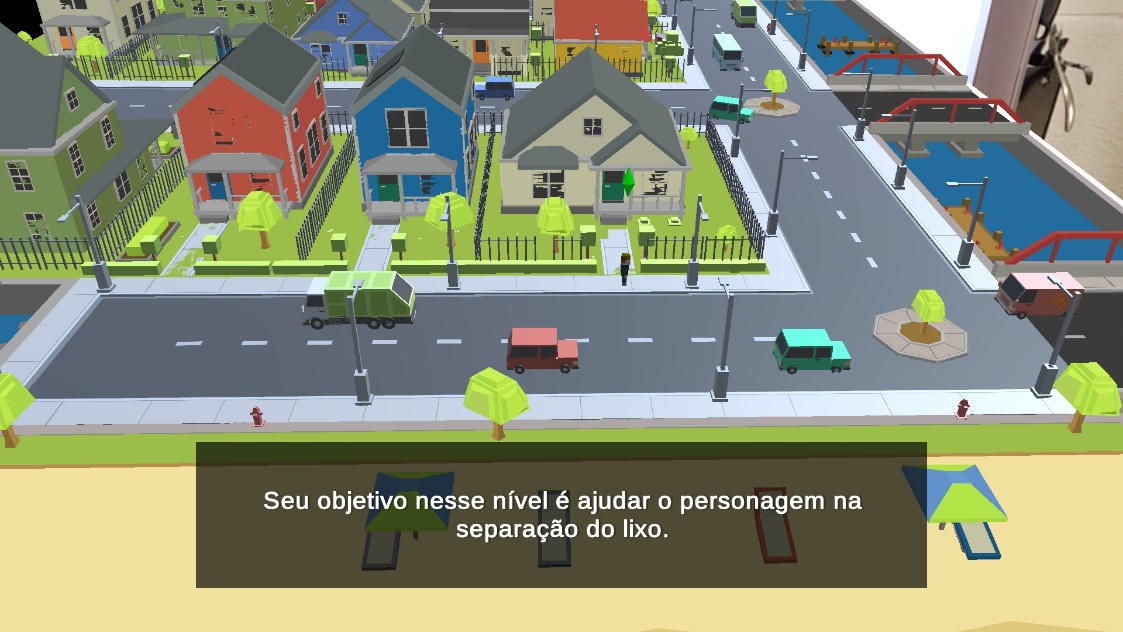 Seu objetivo nesse nível é ajudar o personagem na
separação do lixo.